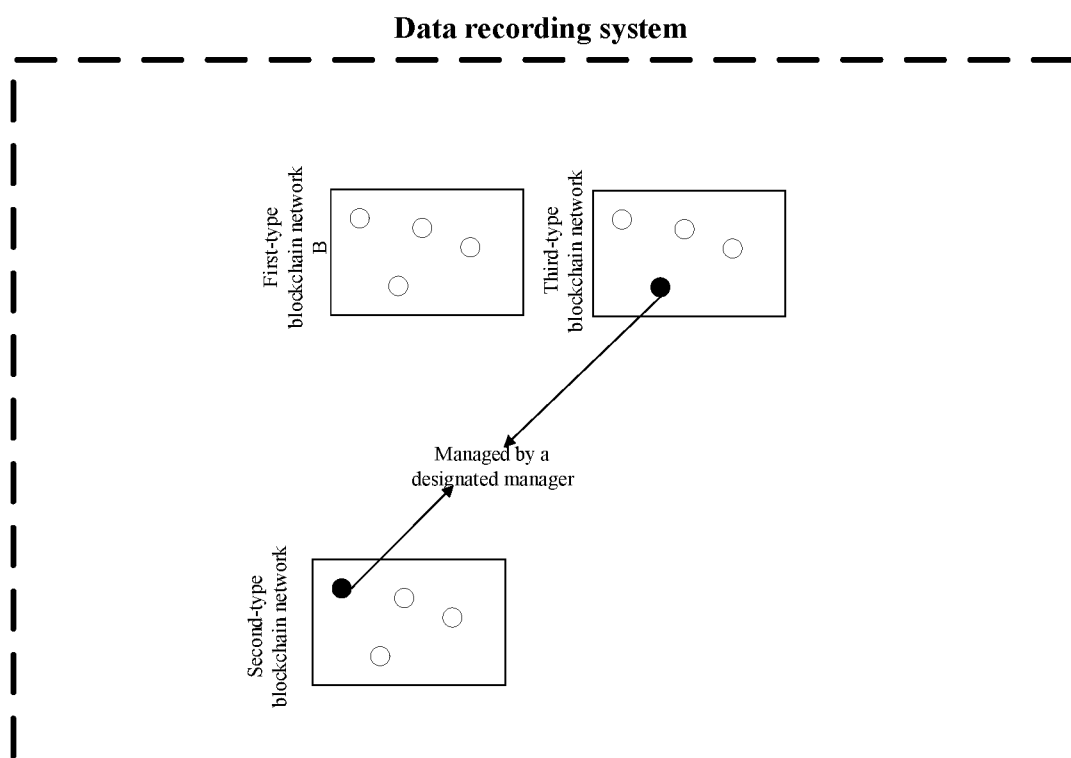 Data recording system
First-type
blockchain network
B
Third-type
blockchain network
Managed by a
designated manager
Second-type
blockchain network